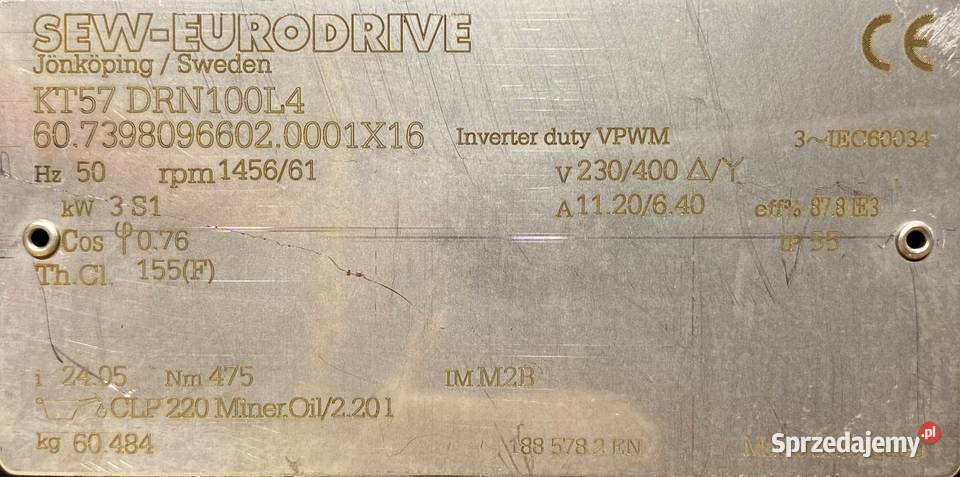 SEW-EURODRIVE
CE
Jönköping / Sweden
KT57 DRN100L4
60.7398096602.0001X16 Inverter duty VPWM 3~IEC60034
Hz 50 rpm 1456/61 V 230/400 Δ/Y
kW 3 S1 A 11.20/6.40 eff% 87.8 IE3
Cos φ 0.76 IP 55
Th.Cl. 155(F)
i 24.05 Nm 475 IM M2B
CLP 220 Miner.Oil/2.20 l
kg 60.484 188 578.3 EN
Sprzedajemy.pl